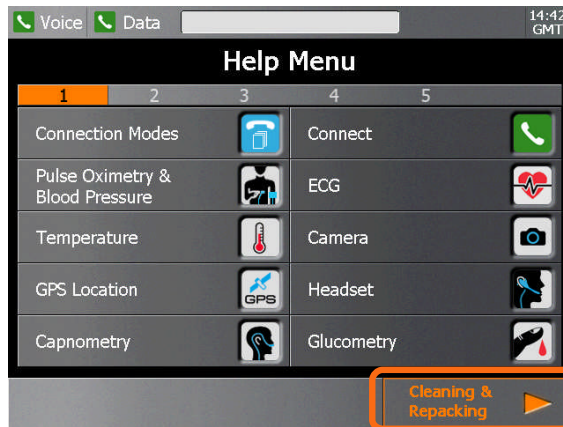 Voice Data 14:42
GMT
Help Menu
1 2 3 4 5
Connection Modes Connect
Pulse Oximetry &
Blood Pressure ECG
Temperature Camera
GPS Location GPS Headset
Capnometry Glucometry
Cleaning &
Repacking